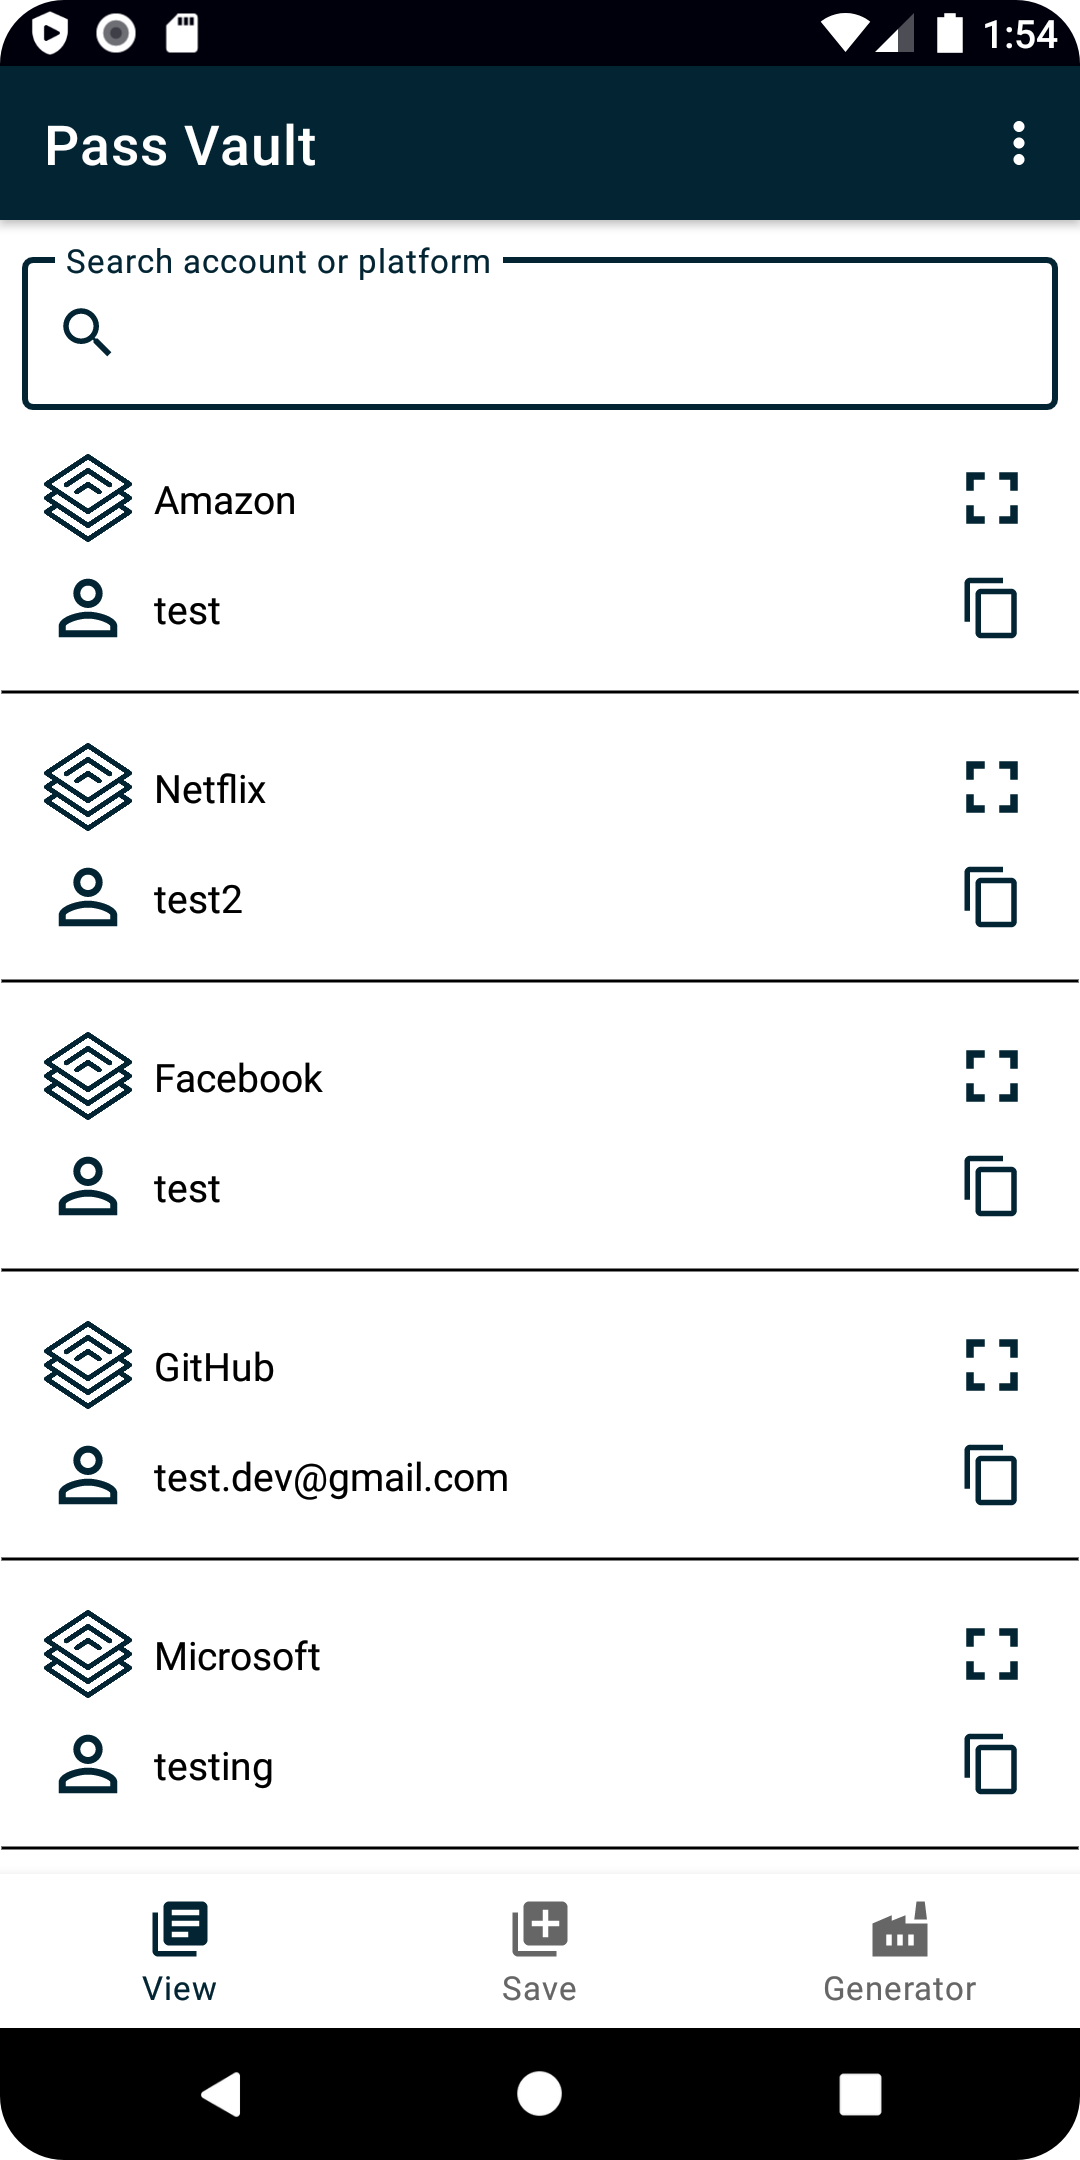 1:54
Pass Vault
Search account or platform
Amazon
test
Netflix
test2
Facebook
test
GitHub
test.dev@gmail.com
Microsoft
testing
View
Save
Generator